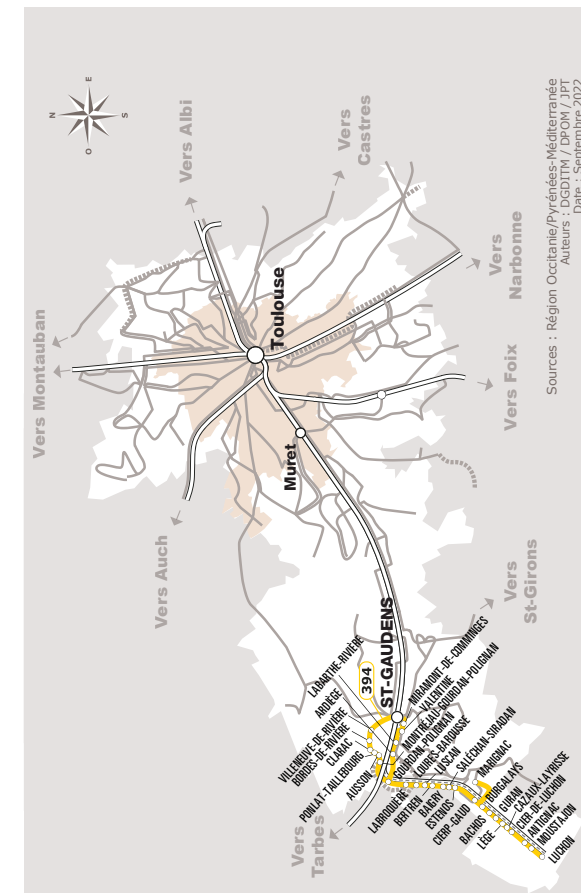 N
E
S
O
Vers Albi
Vers
Castres
Vers Montauban
Toulouse
Vers
Narbonne
Muret
Vers Foix
Vers Auch
Vers
St-Girons
ST-GAUDENS
394
Vers
Tarbes
LABARTHE-RIVIÈRE
ARDIÈGE
VILLENEUVE-DE-RIVIÈRE
BORDES-DE-RIVIÈRE
CLARAC
PONLAT-TAILLEBOURG
AUSSON
MIRAMONT-DE-COMMINGES
VALENTINE
MONTRÉJAU-GOURDAN-POLIGNAN
GOURDAN-POLIGNAN
LOURES-BAROUSSE
LABROQUÈRE
LUSCAN
BERTREN
BAGIRY
SALÉCHAN-SIRADAN
ESTENOS
MARIGNAC
CIERP-GAUD
BURGALAYS
BACHOS
GURAN
LÈGE
CAZAUX-LAYRISSE
CIER-DE-LUCHON
ANTIGNAC
MOUSTAJON
LUCHON
Sources : Région Occitanie/Pyrénées-Méditerranée
Auteurs : DGDITM / DPOM / JPT
Date : Septembre 2022